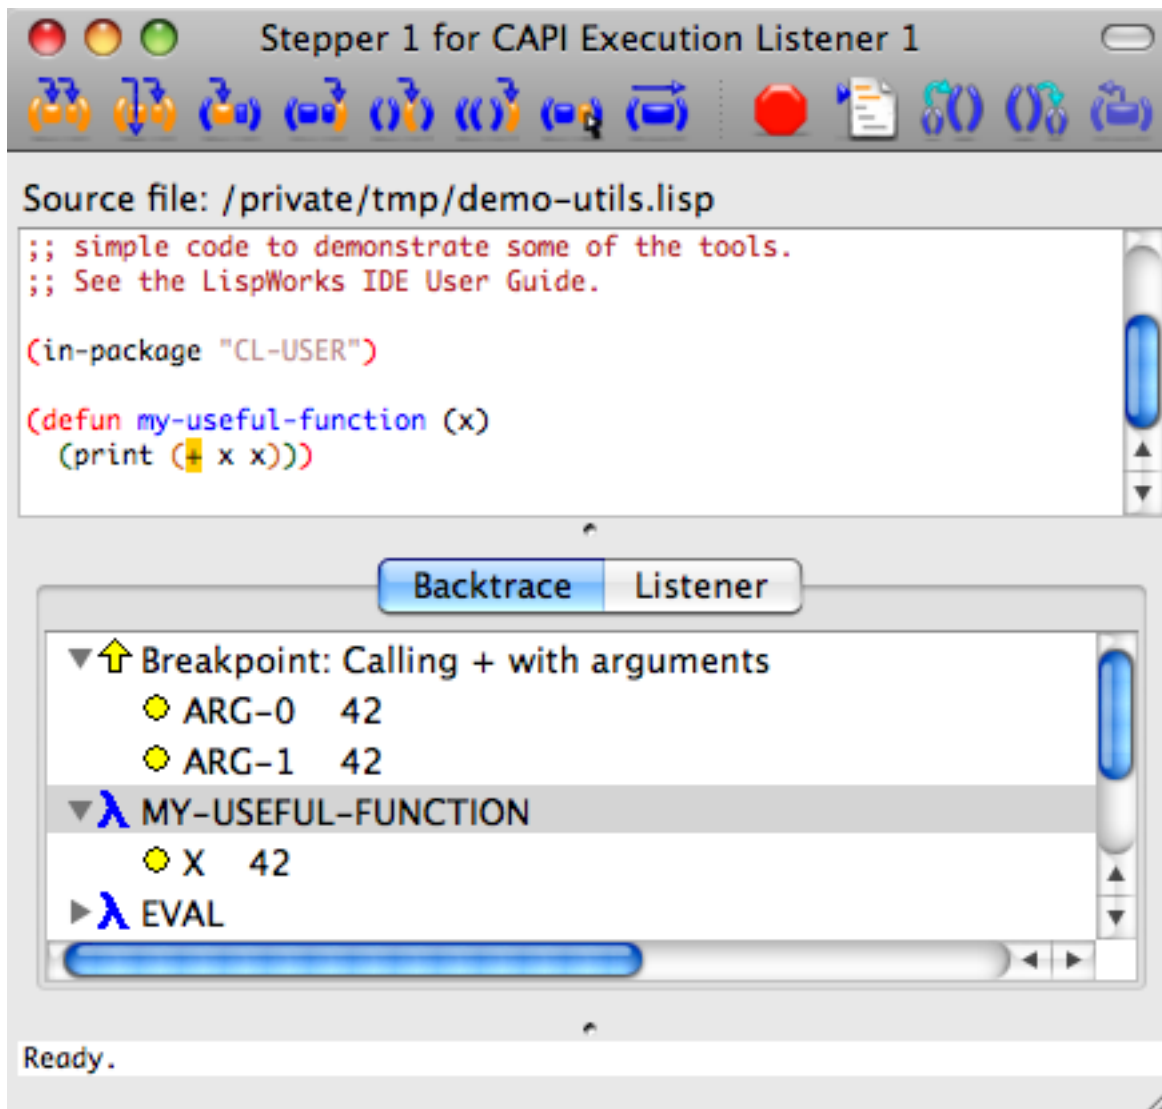 Stepper 1 for CAPI Execution Listener 1
Source file: /private/tmp/demo-utils.lisp
;; simple code to demonstrate some of the tools.
;; See the LispWorks IDE User Guide.
(in-package "CL-USER")
(defun my-useful-function (x)
(print (+ x x)))
Backtrace Listener
Breakpoint: Calling + with arguments
ARG-0 42
ARG-1 42
λ MY-USEFUL-FUNCTION
X 42
λ EVAL
Ready.